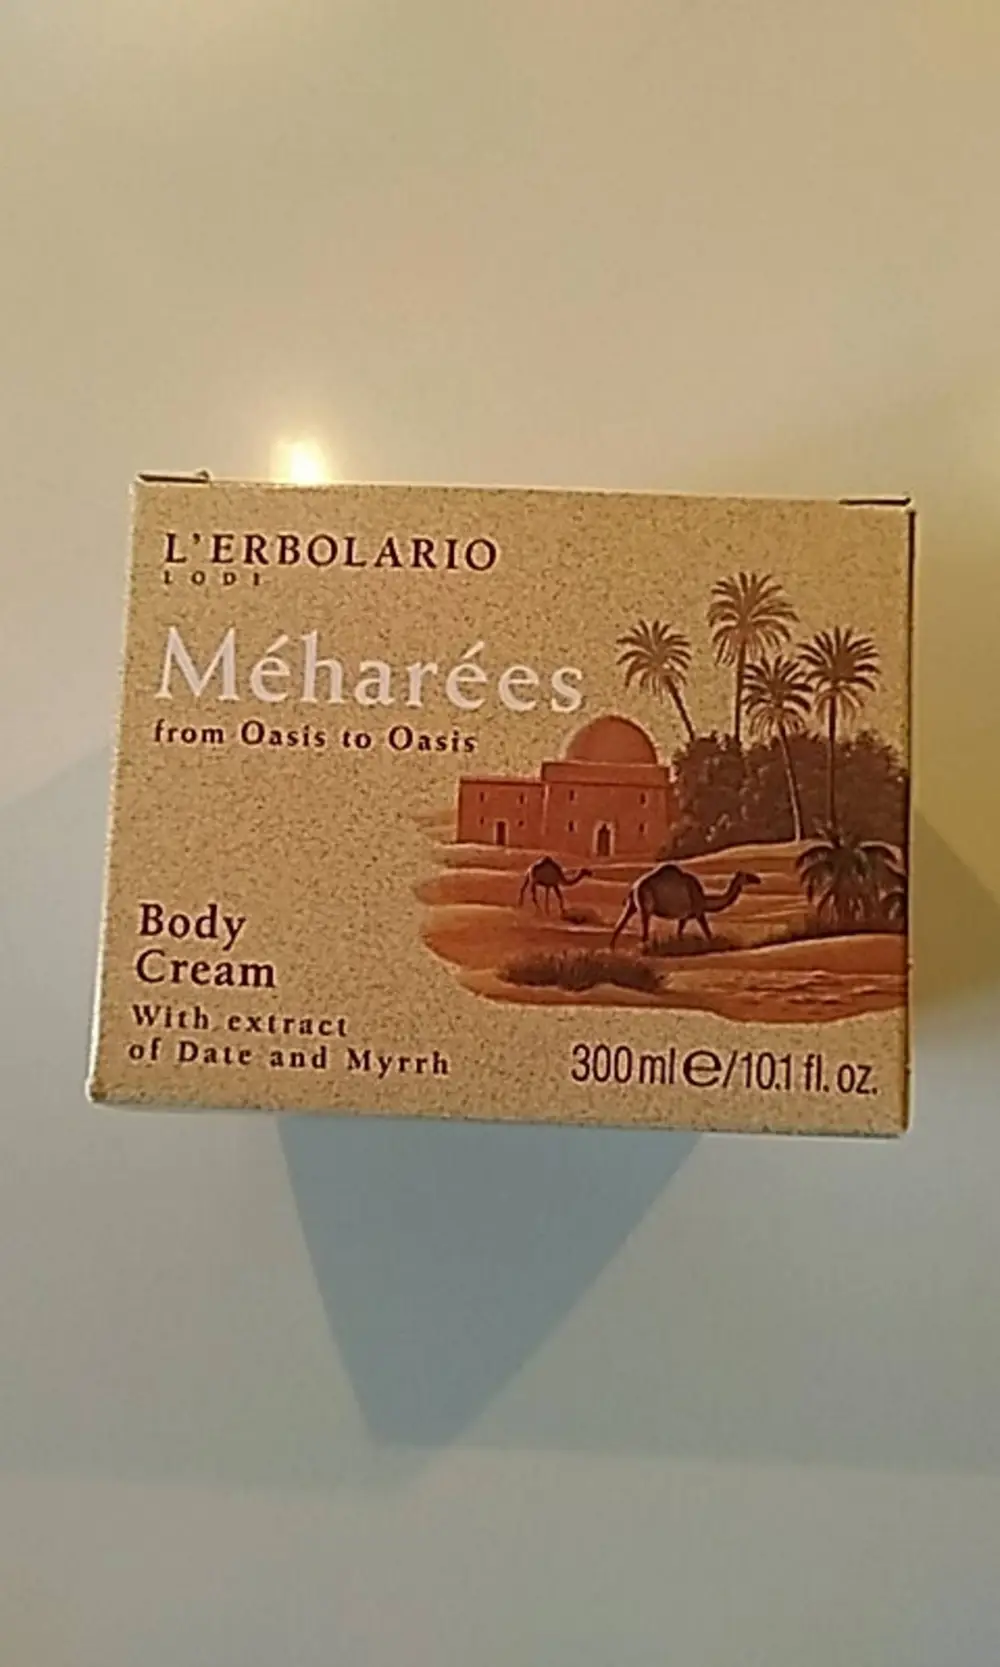 L'ERBOLARIO
LODI
Méharées
from Oasis to Oasis
Body
Cream
With extract
of Date and Myrrh
300 ml ℮/10.1 fl. oz.